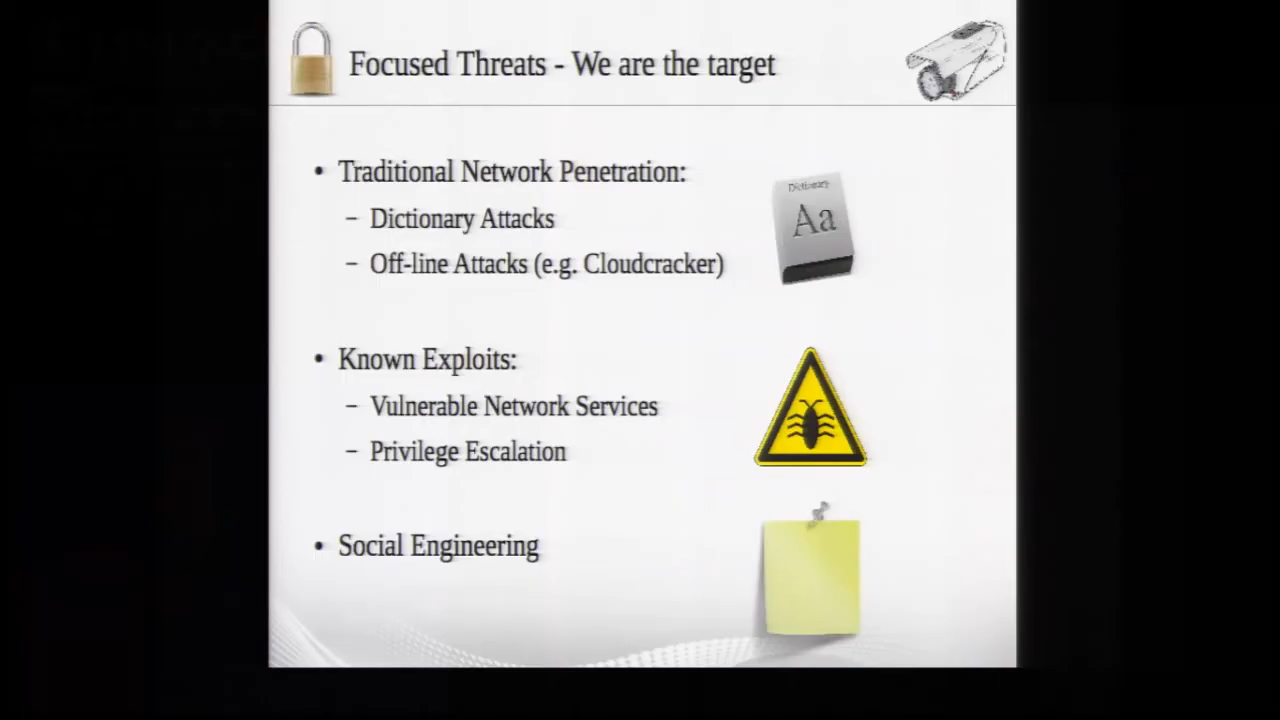 Focused Threats - We are the target
• Traditional Network Penetration:
– Dictionary Attacks
– Off-line Attacks (e.g. Cloudcracker)
Dictionary
Aa
• Known Exploits:
– Vulnerable Network Services
– Privilege Escalation
• Social Engineering